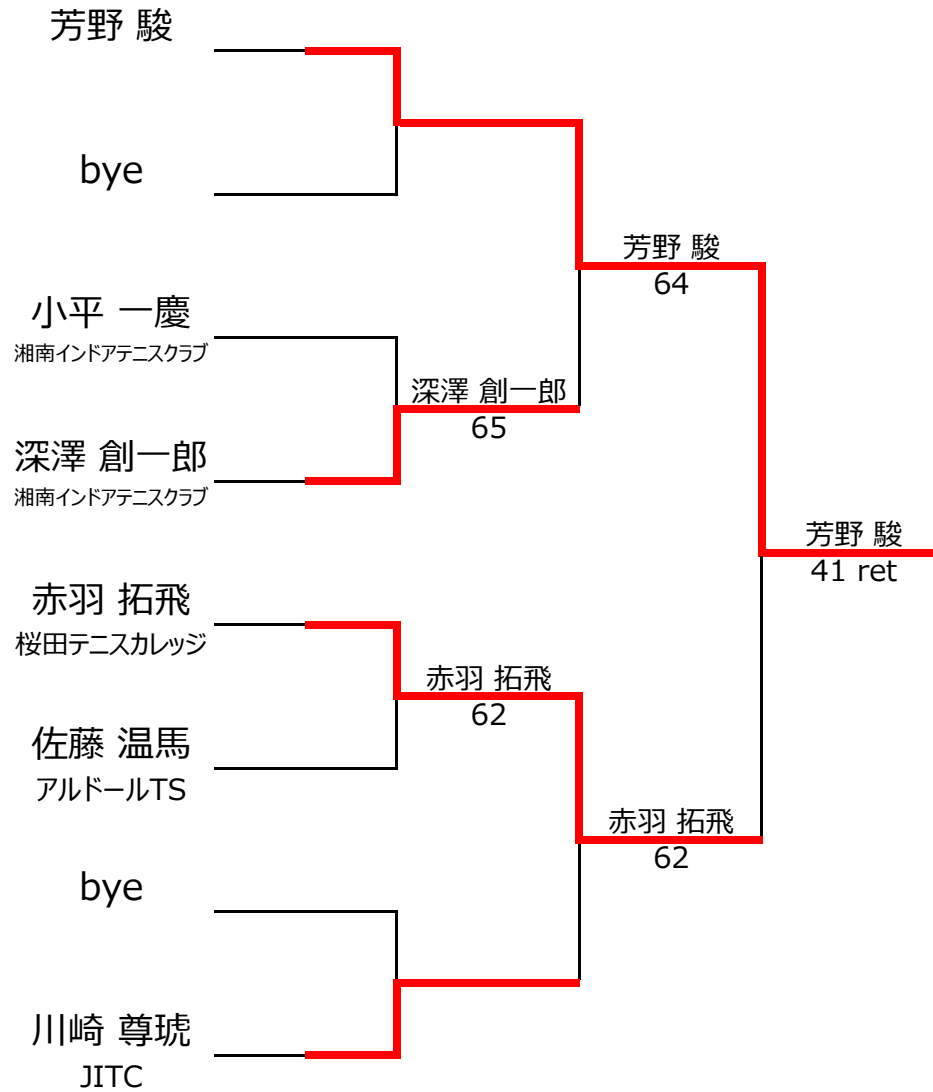 芳野 駿
bye
小平 一慶
湘南インドアテニスクラブ
深澤 創一郎
湘南インドアテニスクラブ
赤羽 拓飛
桜田テニスカレッジ
佐藤 温馬
アルドールTS
bye
川崎 尊琥
JITC
深澤 創一郎
65
赤羽 拓飛
62
芳野 駿
64
赤羽 拓飛
62
芳野 駿
41 ret